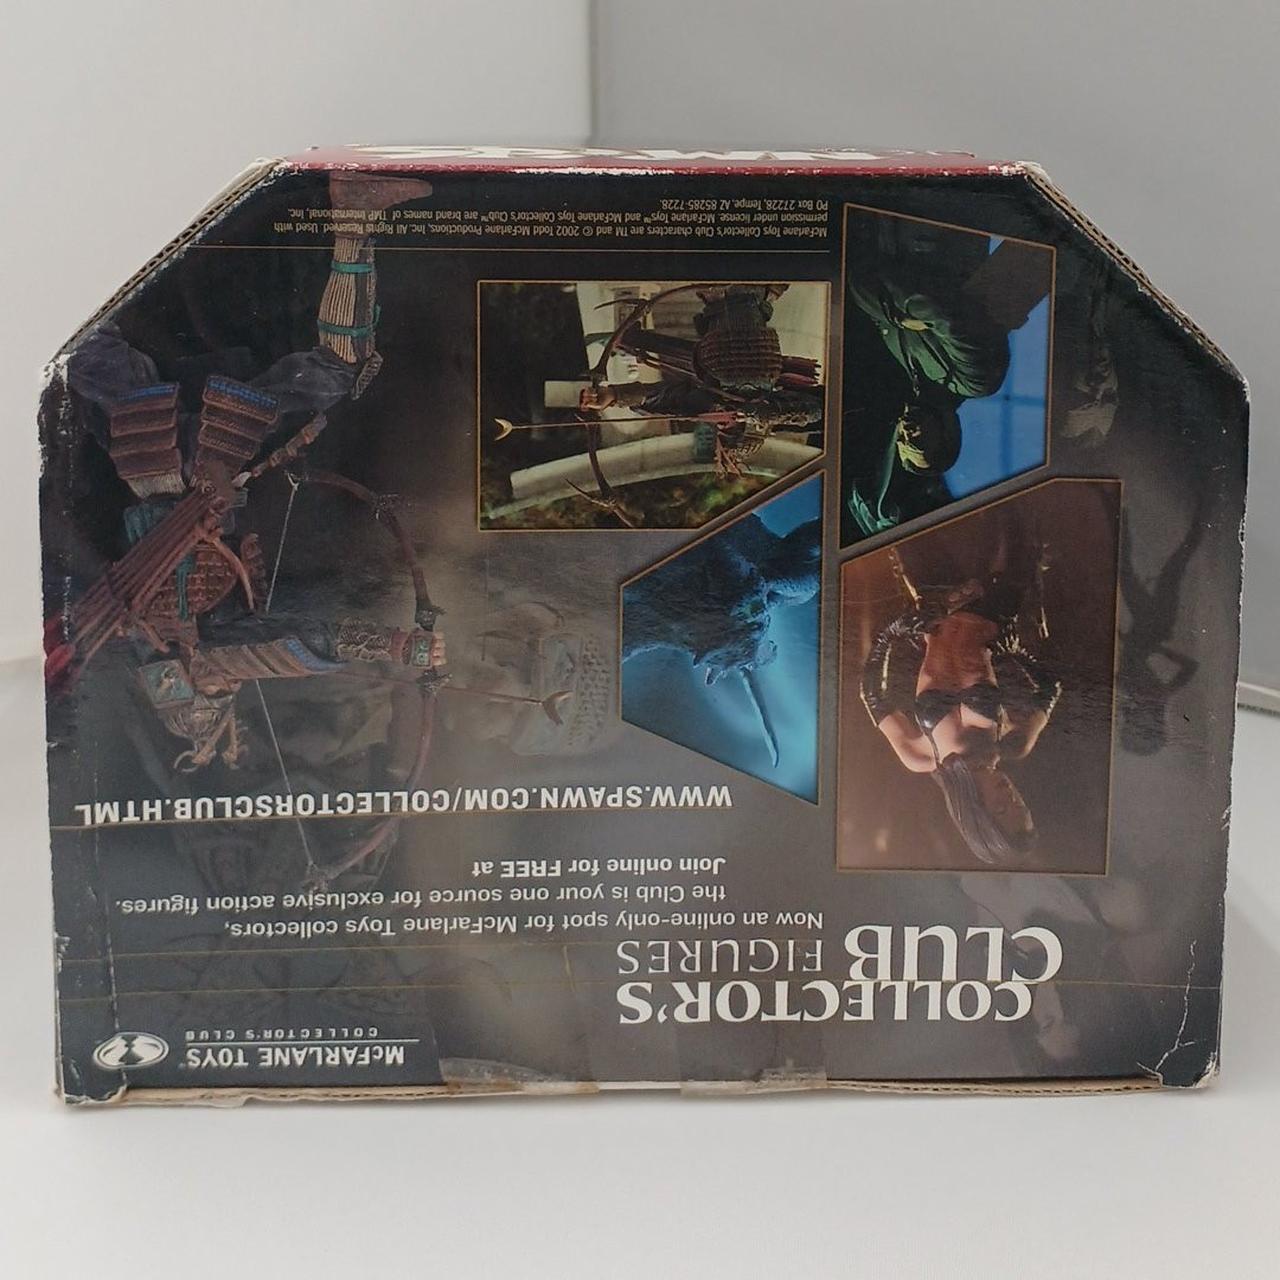 McFARLANE TOYS™
COLLECTOR'S CLUB
COLLECTOR'S
CLUB FIGURES
Now an online-only spot for McFarlane Toys collectors,
the Club is your one source for exclusive action figures.
Join online for FREE at
WWW.SPAWN.COM/COLLECTORSCLUB.HTML
McFarlane Toys Collector's Club characters are TM and © 2002 Todd McFarlane Productions, Inc. All Rights Reserved. Used with
permission under license. McFarlane Toys™ and McFarlane Toys Collector's Club™ are brand names of TMP International, Inc.
PO Box 27228, Tempe, AZ 85285-7228.